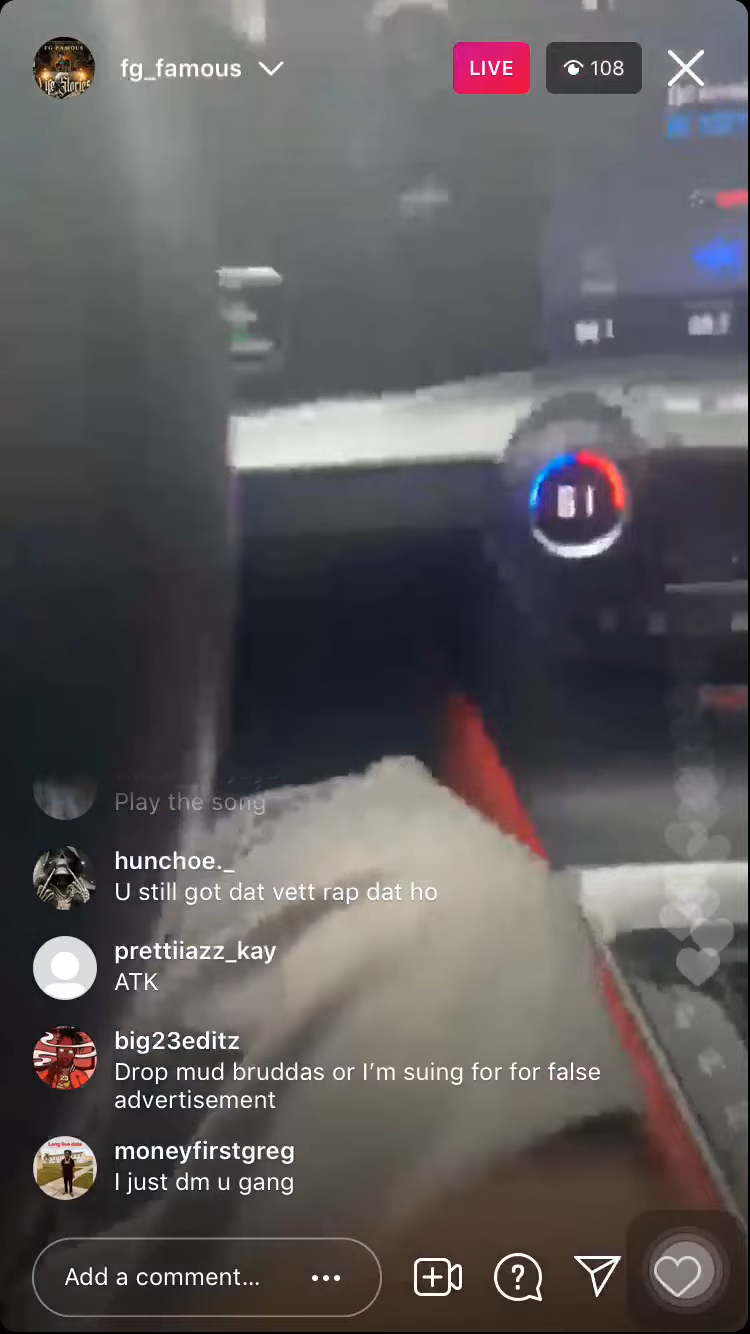 fg_famous
LIVE
108
Play the song
hunchoe._
U still got dat vett rap dat ho
prettiiazz_kay
ATK
big23editz
Drop mud bruddas or I’m suing for for false
advertisement
moneyfirstgreg
I just dm u gang
Add a comment...